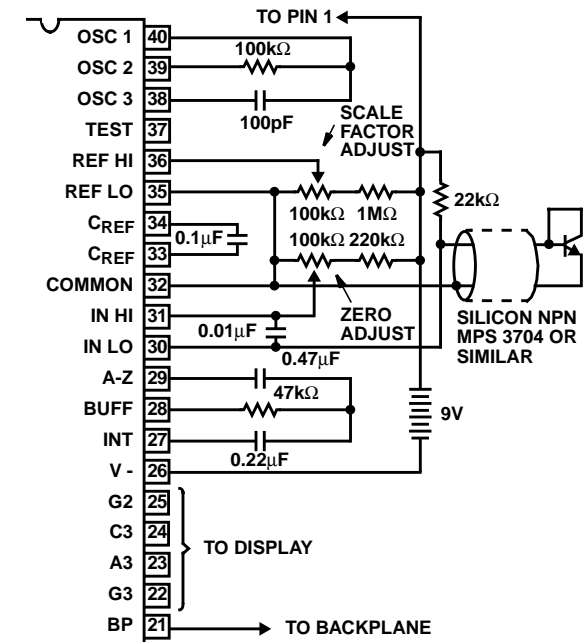 TO PIN 1
OSC 1 40
100kΩ
OSC 2 39
OSC 3 38
100pF
TEST 37
SCALE
FACTOR
ADJUST
REF HI 36
REF LO 35
100kΩ 1MΩ
22kΩ
CREF 34
0.1µF
100kΩ 220kΩ
CREF 33
COMMON 32
ZERO
ADJUST
SILICON NPN
MPS 3704 OR
SIMILAR
IN HI 31
0.01µF
IN LO 30
0.47µF
A-Z 29
47kΩ
BUFF 28
9V
INT 27
0.22µF
V - 26
G2 25
C3 24
TO DISPLAY
A3 23
G3 22
BP 21
TO BACKPLANE